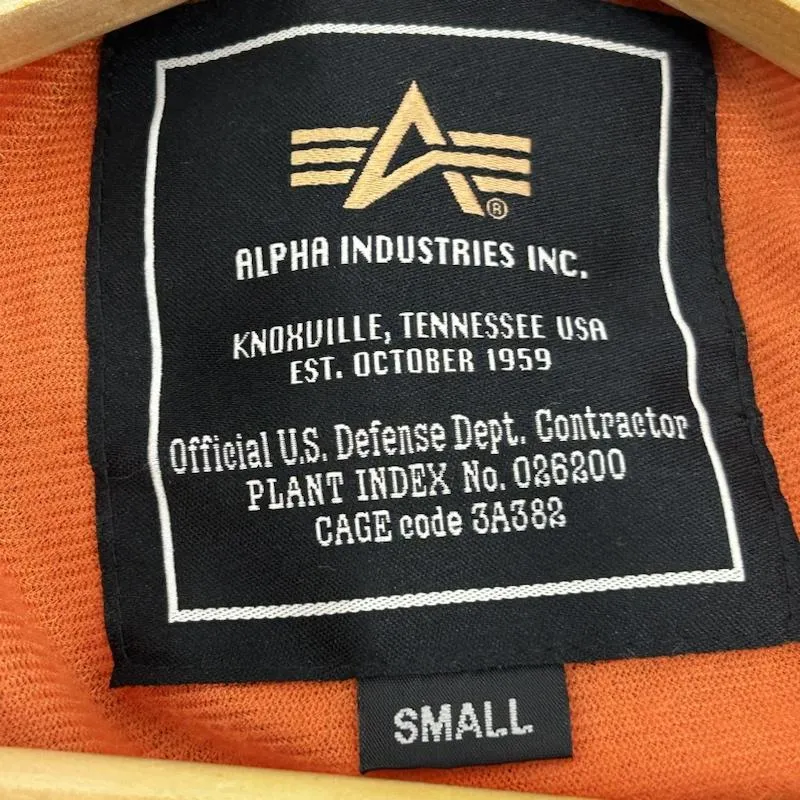 ®
ALPHA INDUSTRIES INC.
KNOXVILLE, TENNESSEE USA
EST. OCTOBER 1959
Official U.S. Defense Dept. Contractor
PLANT INDEX No. 026200
CAGE code 3A382
SMALL